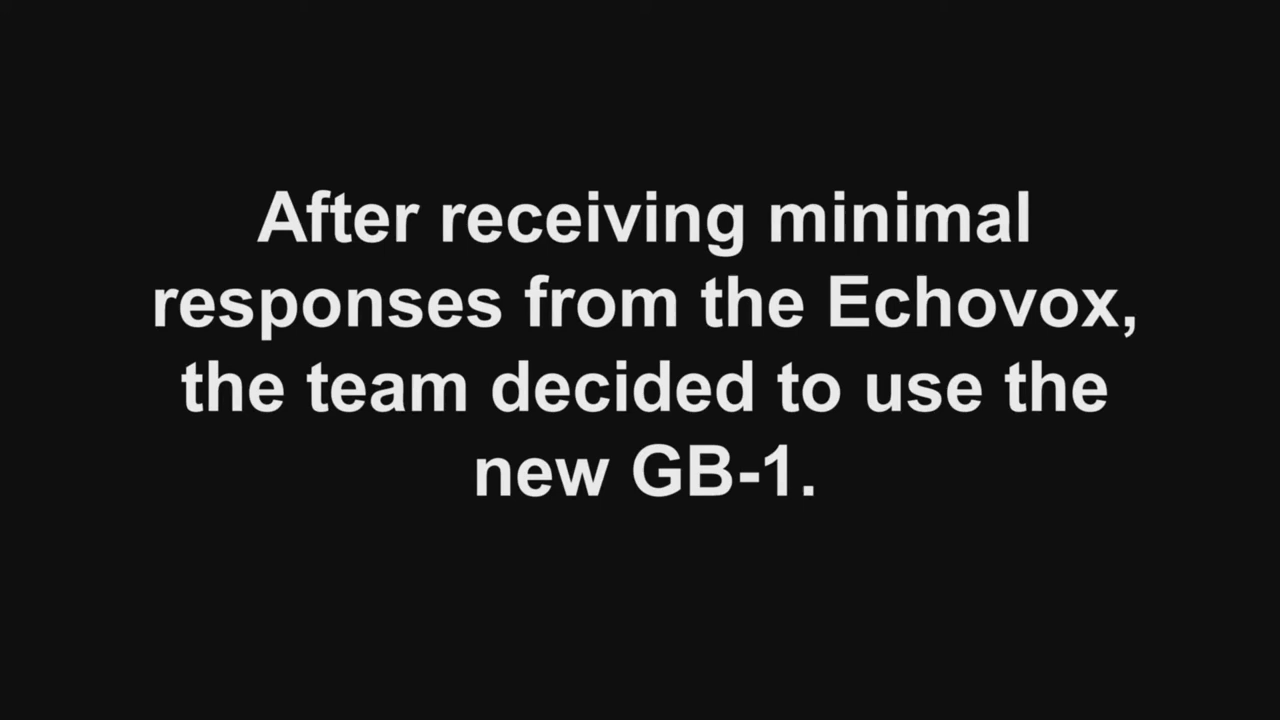 After receiving minimal
responses from the Echovox,
the team decided to use the
new GB-1.